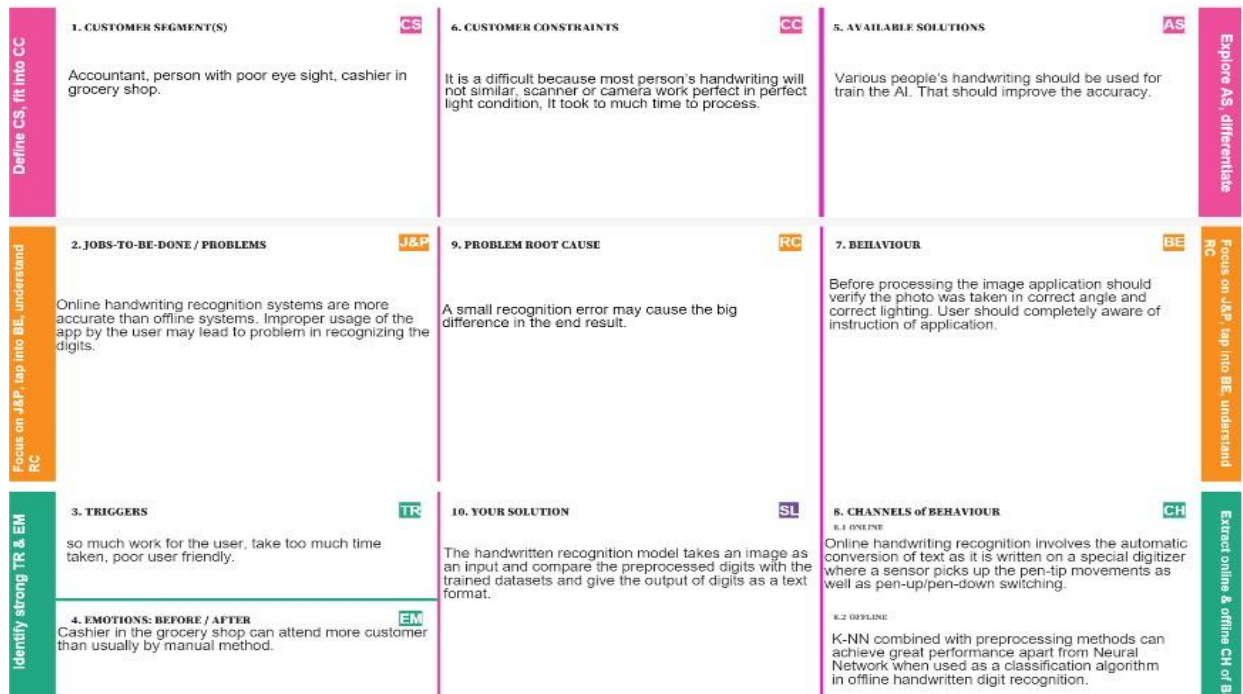 Define CS, fit into CC
1. CUSTOMER SEGMENT(S)
CS
Accountant, person with poor eye sight, cashier in
grocery shop.
6. CUSTOMER CONSTRAINTS
CC
It is a difficult because most person's handwriting will
not similar, scanner or camera work perfect in perfect
light condition, It took to much time to process.
5. AVAILABLE SOLUTIONS
AS
Various people's handwriting should be used for
train the AI. That should improve the accuracy.
Explore AS, differentiate
Focus on J&P, tap into BE, understand
RC
2. JOBS-TO-BE-DONE / PROBLEMS
J&P
Online handwriting recognition systems are more
accurate than offline systems. Improper usage of the
app by the user may lead to problem in recognizing the
digits.
9. PROBLEM ROOT CAUSE
RC
A small recognition error may cause the big
difference in the end result.
7. BEHAVIOUR
BE
Before processing the image application should
verify the photo was taken in correct angle and
correct lighting. User should completely aware of
instruction of application.
Focus on J&P, tap into BE, understand
RC
Identify strong TR & EM
3. TRIGGERS
TR
so much work for the user, take too much time
taken, poor user friendly.
4. EMOTIONS: BEFORE / AFTER
EM
Cashier in the grocery shop can attend more customer
than usually by manual method.
10. YOUR SOLUTION
SL
The handwritten recognition model takes an image as
an input and compare the preprocessed digits with the
trained datasets and give the output of digits as a text
format.
8. CHANNELS of BEHAVIOUR
CH
8.1 ONLINE
Online handwriting recognition involves the automatic
conversion of text as it is written on a special digitizer
where a sensor picks up the pen-tip movements as
well as pen-up/pen-down switching.
8.2 OFFLINE
K-NN combined with preprocessing methods can
achieve great performance apart from Neural
Network when used as a classification algorithm
in offline handwritten digit recognition.
Extract online & offline CH of B